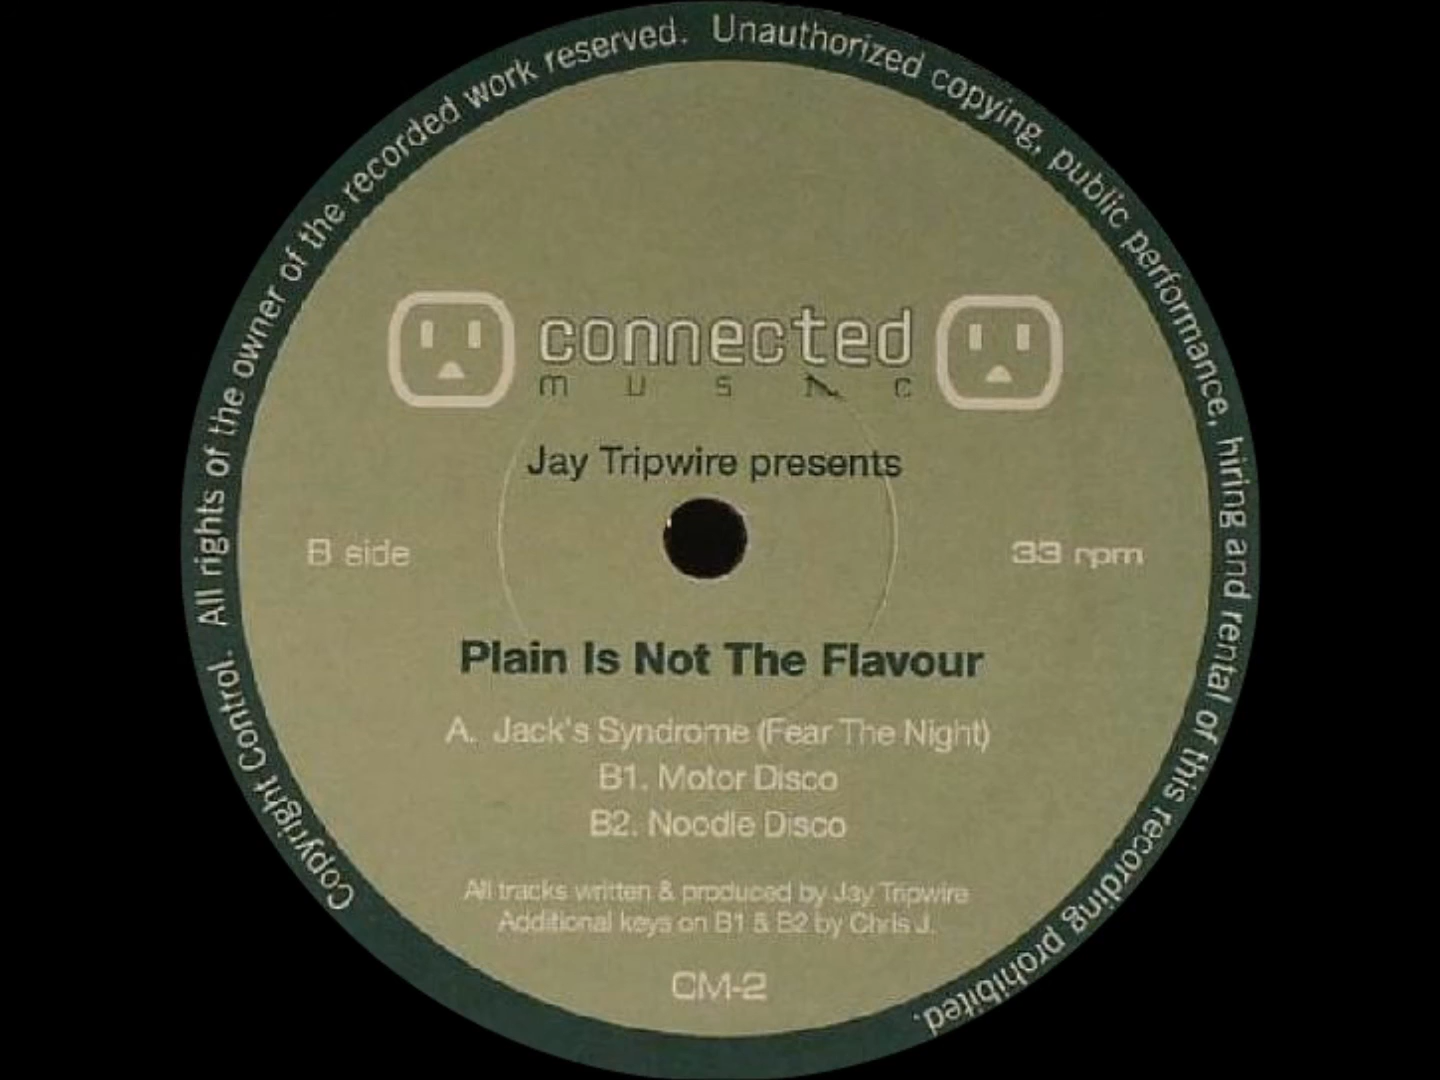 Copyright Control. All rights of the owner of the recorded work reserved. Unauthorized copying, public performance, hiring and rental of this recording prohibited.
connected
music
Jay Tripwire presents
B side
33 rpm
Plain Is Not The Flavour
A. Jack's Syndrome (Fear The Night)
B1. Motor Disco
B2. Noodle Disco
All tracks written & produced by Jay Tripwire
Additional keys on B1 & B2 by Chris J.
CM-2